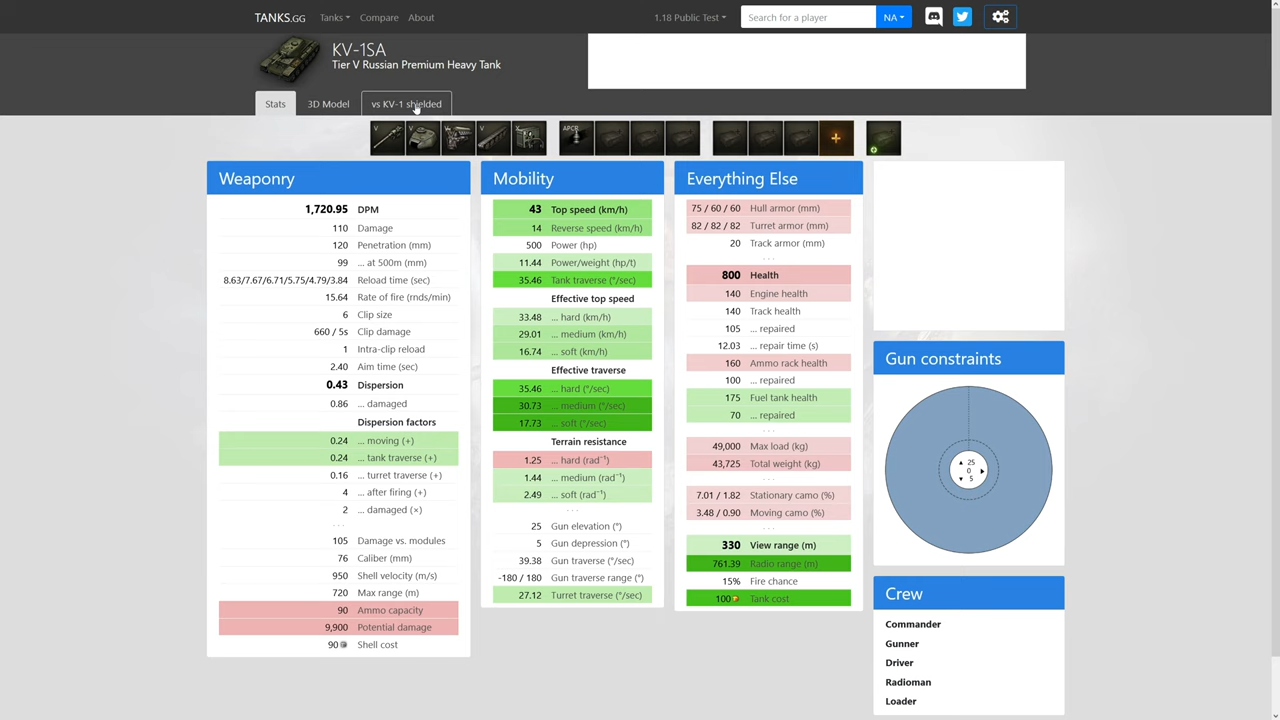 TANKS.GG Tanks Compare About 1.18 Public Test Search for a player NA
KV-1SA
Tier V Russian Premium Heavy Tank
Stats 3D Model vs KV-1 shielded
V V V V X APCR
Weaponry
1,720.95 DPM
110 Damage
120 Penetration (mm)
99 ... at 500m (mm)
8.63/7.67/6.71/5.75/4.79/3.84 Reload time (sec)
15.64 Rate of fire (rnds/min)
6 Clip size
660 / 5s Clip damage
1 Intra-clip reload
2.40 Aim time (sec)
0.43 Dispersion
0.86 ... damaged
Dispersion factors
0.24 ... moving (+)
0.24 ... tank traverse (+)
0.16 ... turret traverse (+)
4 ... after firing (+)
2 ... damaged (×)
...
105 Damage vs. modules
76 Caliber (mm)
950 Shell velocity (m/s)
720 Max range (m)
90 Ammo capacity
9,900 Potential damage
90 Shell cost
Mobility
43 Top speed (km/h)
14 Reverse speed (km/h)
500 Power (hp)
11.44 Power/weight (hp/t)
35.46 Tank traverse (°/sec)
Effective top speed
33.48 ... hard (km/h)
29.01 ... medium (km/h)
16.74 ... soft (km/h)
Effective traverse
35.46 ... hard (°/sec)
30.73 ... medium (°/sec)
17.73 ... soft (°/sec)
Terrain resistance
1.25 ... hard (rad⁻¹)
1.44 ... medium (rad⁻¹)
2.49 ... soft (rad⁻¹)
...
25 Gun elevation (°)
5 Gun depression (°)
39.38 Gun traverse (°/sec)
-180 / 180 Gun traverse range (°)
27.12 Turret traverse (°/sec)
Everything Else
75 / 60 / 60 Hull armor (mm)
82 / 82 / 82 Turret armor (mm)
20 Track armor (mm)
...
800 Health
140 Engine health
140 Track health
105 ... repaired
12.03 ... repair time (s)
160 Ammo rack health
100 ... repaired
175 Fuel tank health
70 ... repaired
...
49,000 Max load (kg)
43,725 Total weight (kg)
...
7.01 / 1.82 Stationary camo (%)
3.48 / 0.90 Moving camo (%)
...
330 View range (m)
761.39 Radio range (m)
15% Fire chance
100 Tank cost
Gun constraints
25
0
5
Crew
Commander
Gunner
Driver
Radioman
Loader